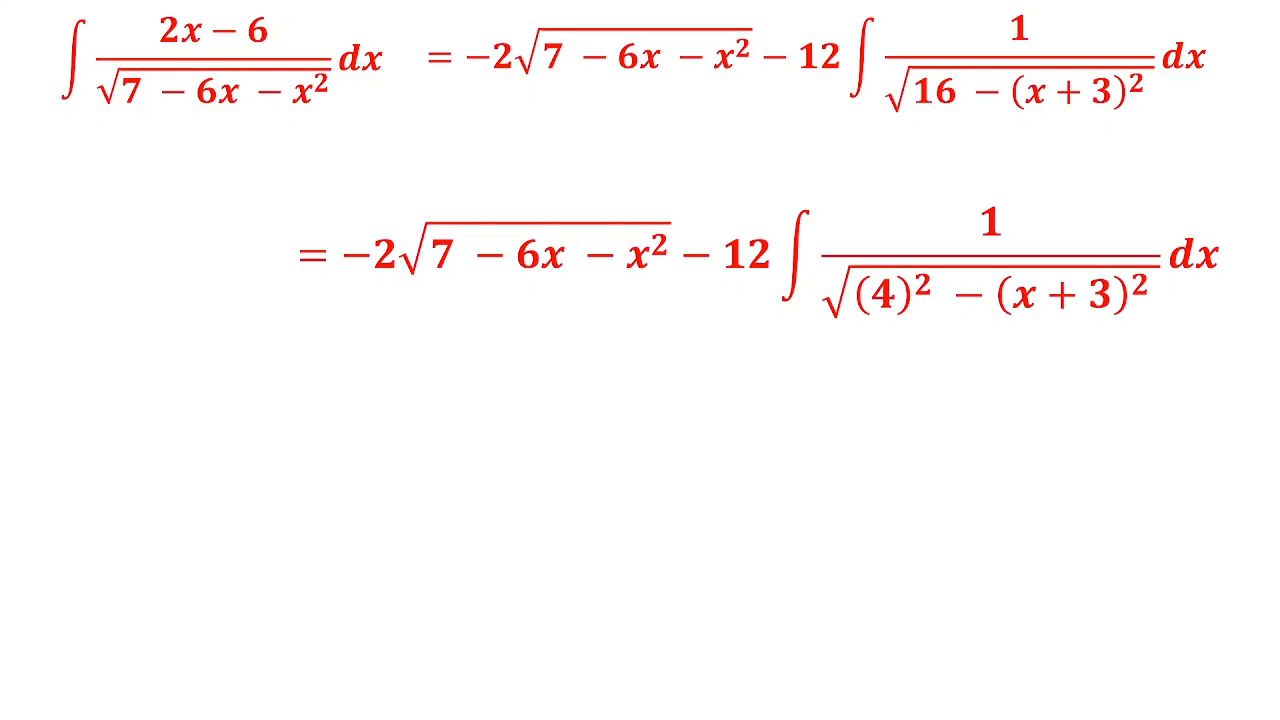 ∫ (2x − 6)/√(7 − 6x − x²) dx = −2√(7 − 6x − x²) − 12 ∫ 1/√(16 − (x + 3)²) dx
= −2√(7 − 6x − x²) − 12 ∫ 1/√((4)² − (x + 3)²) dx